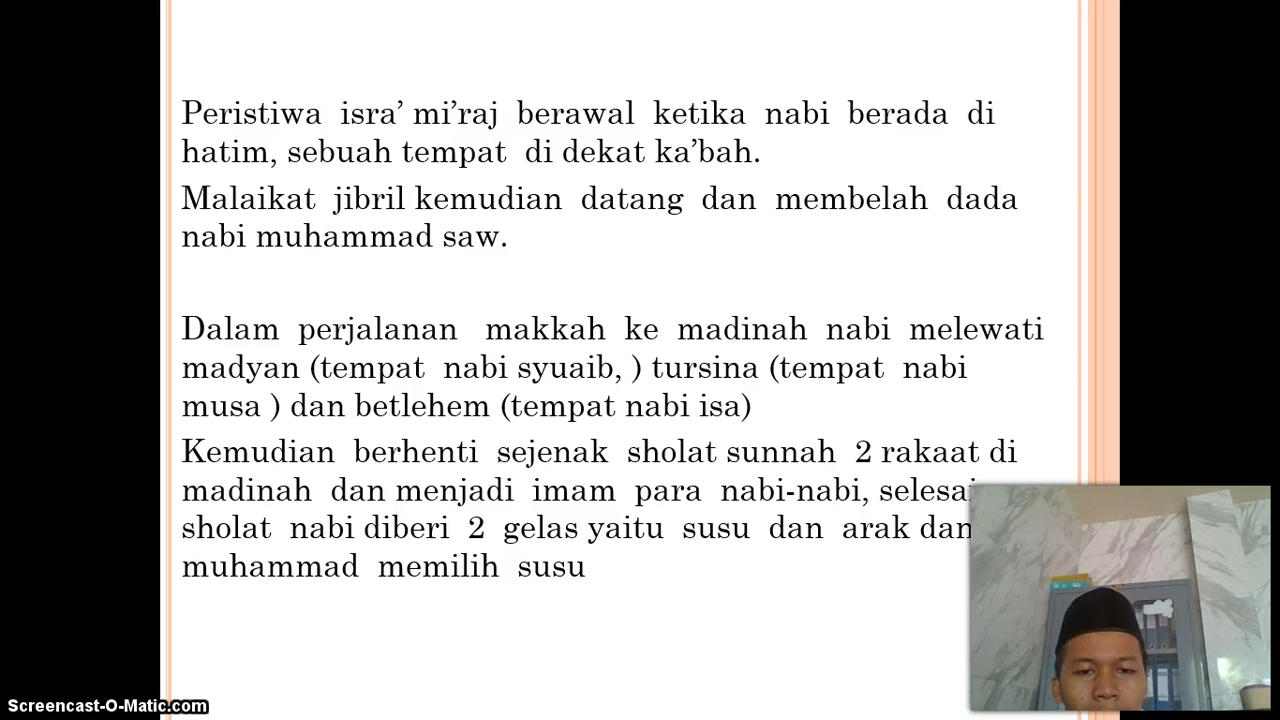 Peristiwa isra’ mi’raj berawal ketika nabi berada di
hatim, sebuah tempat di dekat ka’bah.
Malaikat jibril kemudian datang dan membelah dada
nabi muhammad saw.
Dalam perjalanan makkah ke madinah nabi melewati
madyan (tempat nabi syuaib, ) tursina (tempat nabi
musa ) dan betlehem (tempat nabi isa)
Kemudian berhenti sejenak sholat sunnah 2 rakaat di
madinah dan menjadi imam para nabi-nabi, selesai
sholat nabi diberi 2 gelas yaitu susu dan arak dan
muhammad memilih susu
Screencast-O-Matic.com